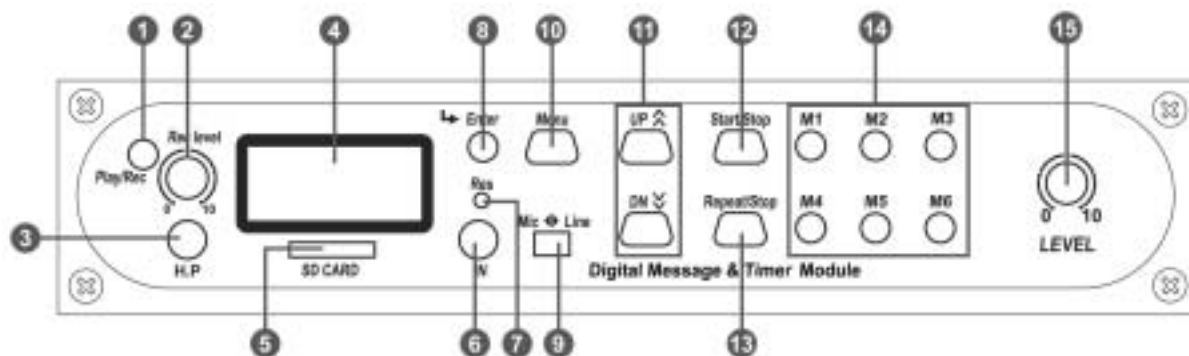 1 2 4 8 10 11 12 14 15
Rec level
Play/Rec
0 10
3
H.P
SD CARD
Enter
Menu
UP
Start/Stop
M1 M2 M3
Res
Mic Line
DN
Repeat/Stop
M4 M5 M6
0 10
LEVEL
Digital Message & Timer Module
5 6 7 9 13